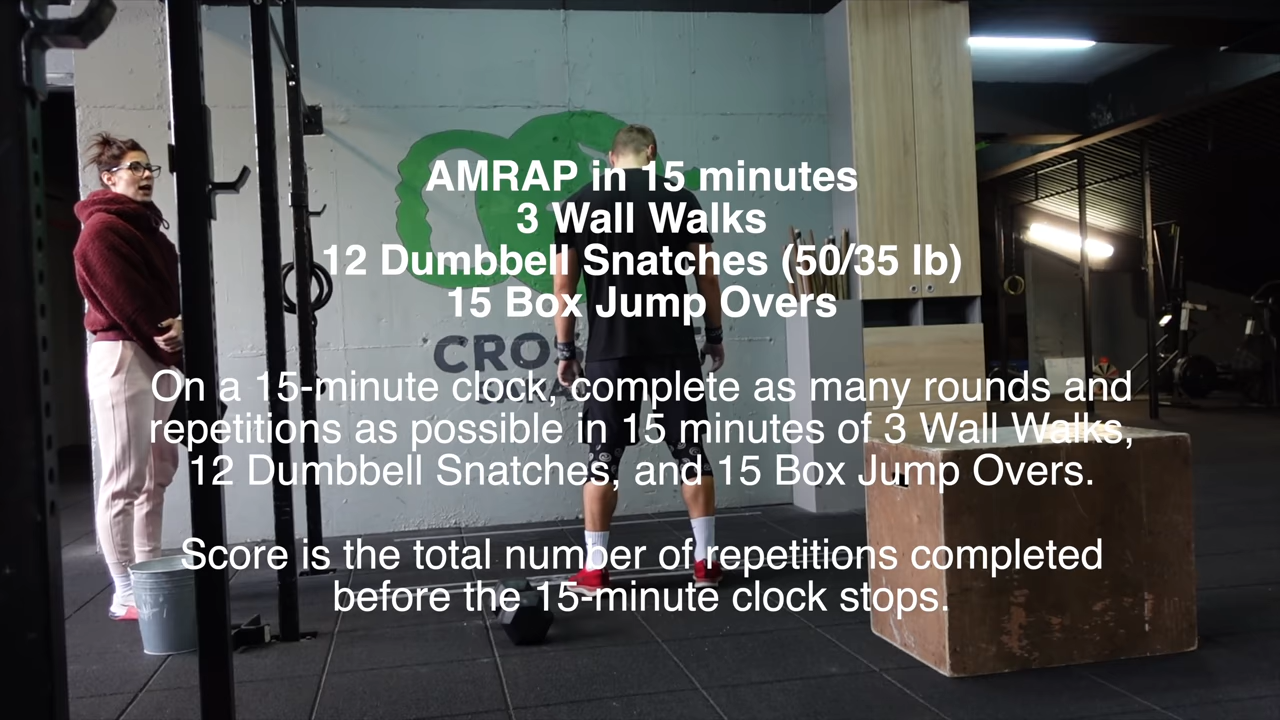 AMRAP in 15 minutes
3 Wall Walks
12 Dumbbell Snatches (50/35 lb)
15 Box Jump Overs
On a 15-minute clock, complete as many rounds and
repetitions as possible in 15 minutes of 3 Wall Walks,
12 Dumbbell Snatches, and 15 Box Jump Overs.
Score is the total number of repetitions completed
before the 15-minute clock stops.